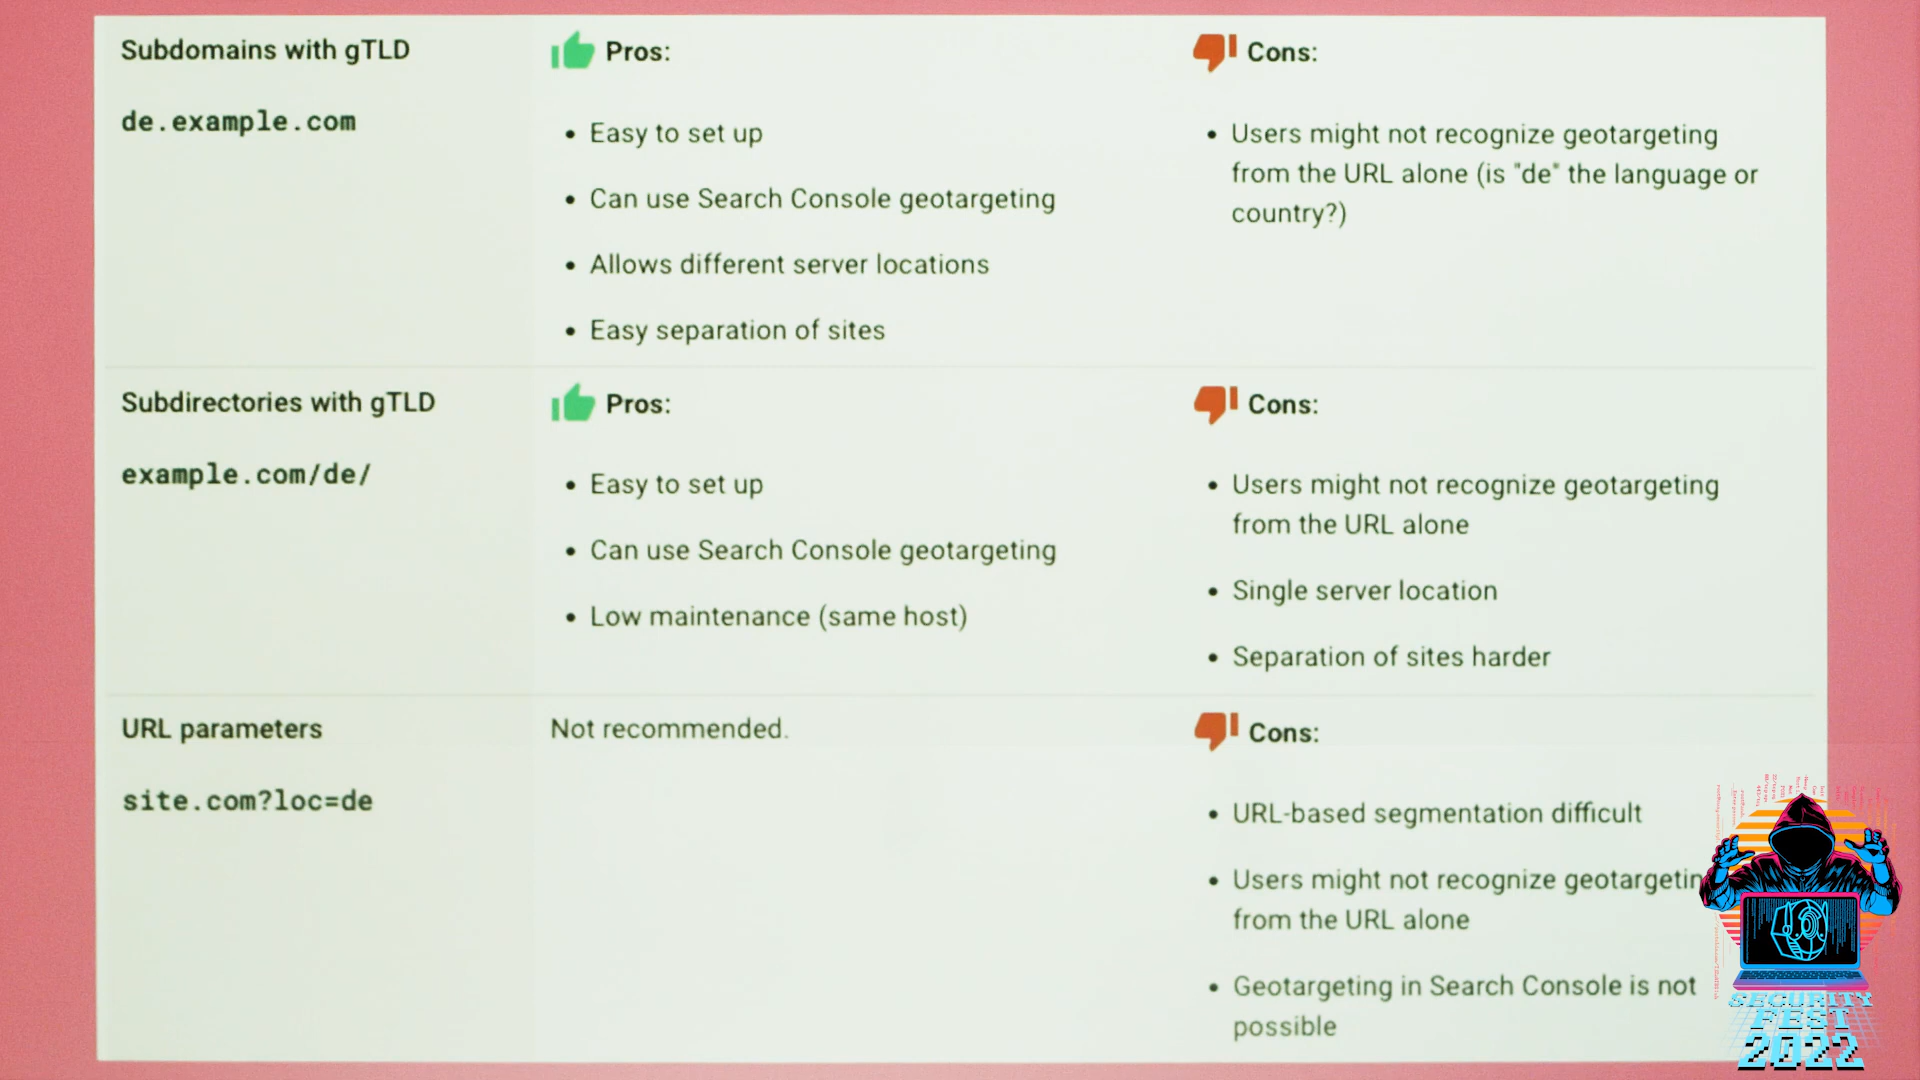 Subdomains with gTLD
de.example.com
Pros:
• Easy to set up
• Can use Search Console geotargeting
• Allows different server locations
• Easy separation of sites
Cons:
• Users might not recognize geotargeting
from the URL alone (is "de" the language or
country?)
Subdirectories with gTLD
example.com/de/
Pros:
• Easy to set up
• Can use Search Console geotargeting
• Low maintenance (same host)
Cons:
• Users might not recognize geotargeting
from the URL alone
• Single server location
• Separation of sites harder
URL parameters
site.com?loc=de
Not recommended.
Cons:
• URL-based segmentation difficult
• Users might not recognize geotargetin
from the URL alone
• Geotargeting in Search Console is not
possible
SECURITY
FEST
2022